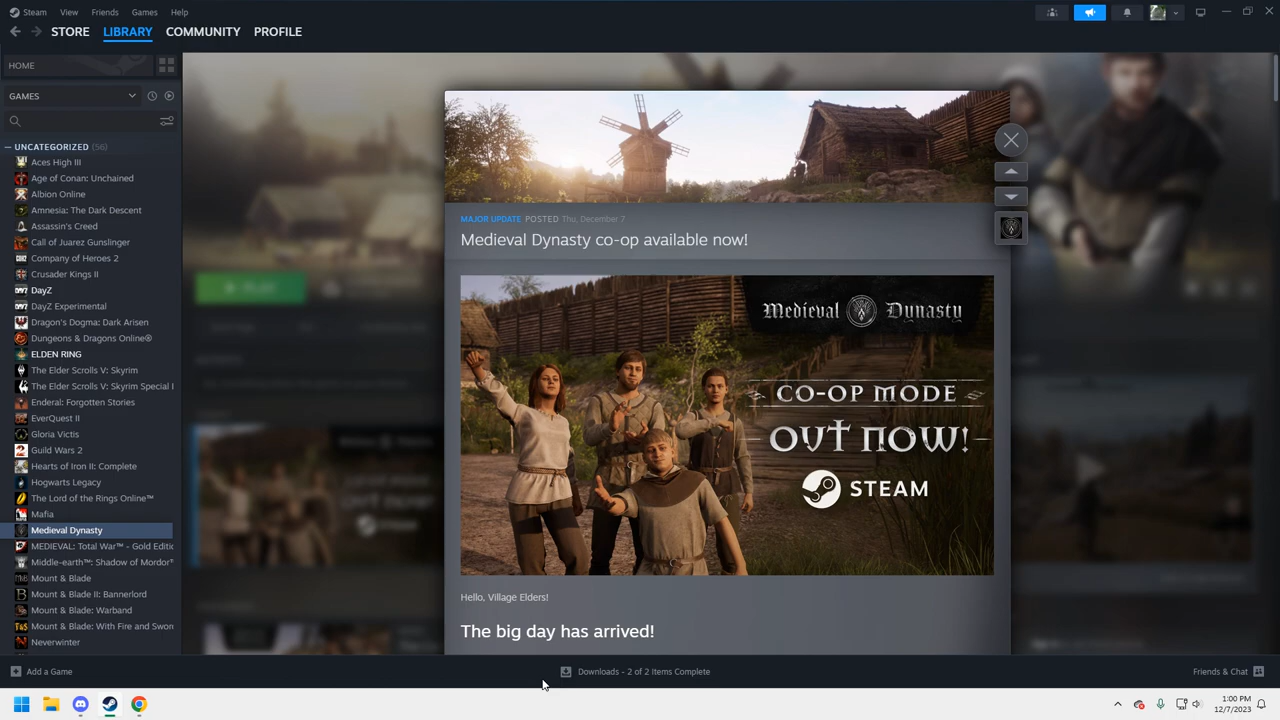 Steam View Friends Games Help
STORE LIBRARY COMMUNITY PROFILE
HOME
GAMES
UNCATEGORIZED (56)
Aces High III
Age of Conan: Unchained
Albion Online
Amnesia: The Dark Descent
Assassin's Creed
Call of Juarez Gunslinger
Company of Heroes 2
Crusader Kings II
DayZ
DayZ Experimental
Dragon's Dogma: Dark Arisen
Dungeons & Dragons Online®
ELDEN RING
The Elder Scrolls V: Skyrim
The Elder Scrolls V: Skyrim Special
Enderal: Forgotten Stories
EverQuest II
Gloria Victis
Guild Wars 2
Hearts of Iron II: Complete
Hogwarts Legacy
The Lord of the Rings Online™
Mafia
Medieval Dynasty
MEDIEVAL: Total War™ - Gold Editi
Middle-earth™: Shadow of Mordor™
Mount & Blade
Mount & Blade II: Bannerlord
Mount & Blade: Warband
Mount & Blade: With Fire and Swor
Neverwinter
PLAY
MAJOR UPDATE POSTED Thu, December 7
Medieval Dynasty co-op available now!
Medieval Dynasty
CO-OP MODE
OUT NOW!
STEAM
Hello, Village Elders!
The big day has arrived!
Add a Game
Downloads - 2 of 2 Items Complete
Friends & Chat
1:00 PM
12/7/2023